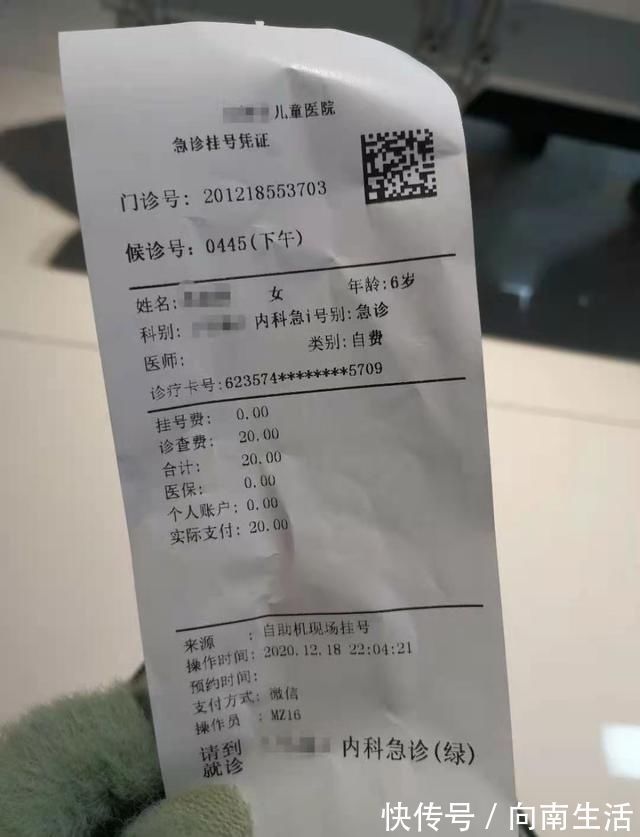 儿童医院
急诊挂号凭证
门诊号: 201218553703
候诊号: 0445(下午)
姓名: 女 年龄:6岁
科别: 内科急i号别:急诊
医师: 类别:自费
诊疗卡号:623574********5709
挂号费: 0.00
诊查费: 20.00
合计: 20.00
医保: 0.00
个人账户: 0.00
实际支付: 20.00
来源 : 自助机现场挂号
操作时间: 2020.12.18 22:04:21
预约时间:
支付方式: 微信
操作员 : MZ16
请到 内科急诊(绿)
就诊
快传号 / 向南生活